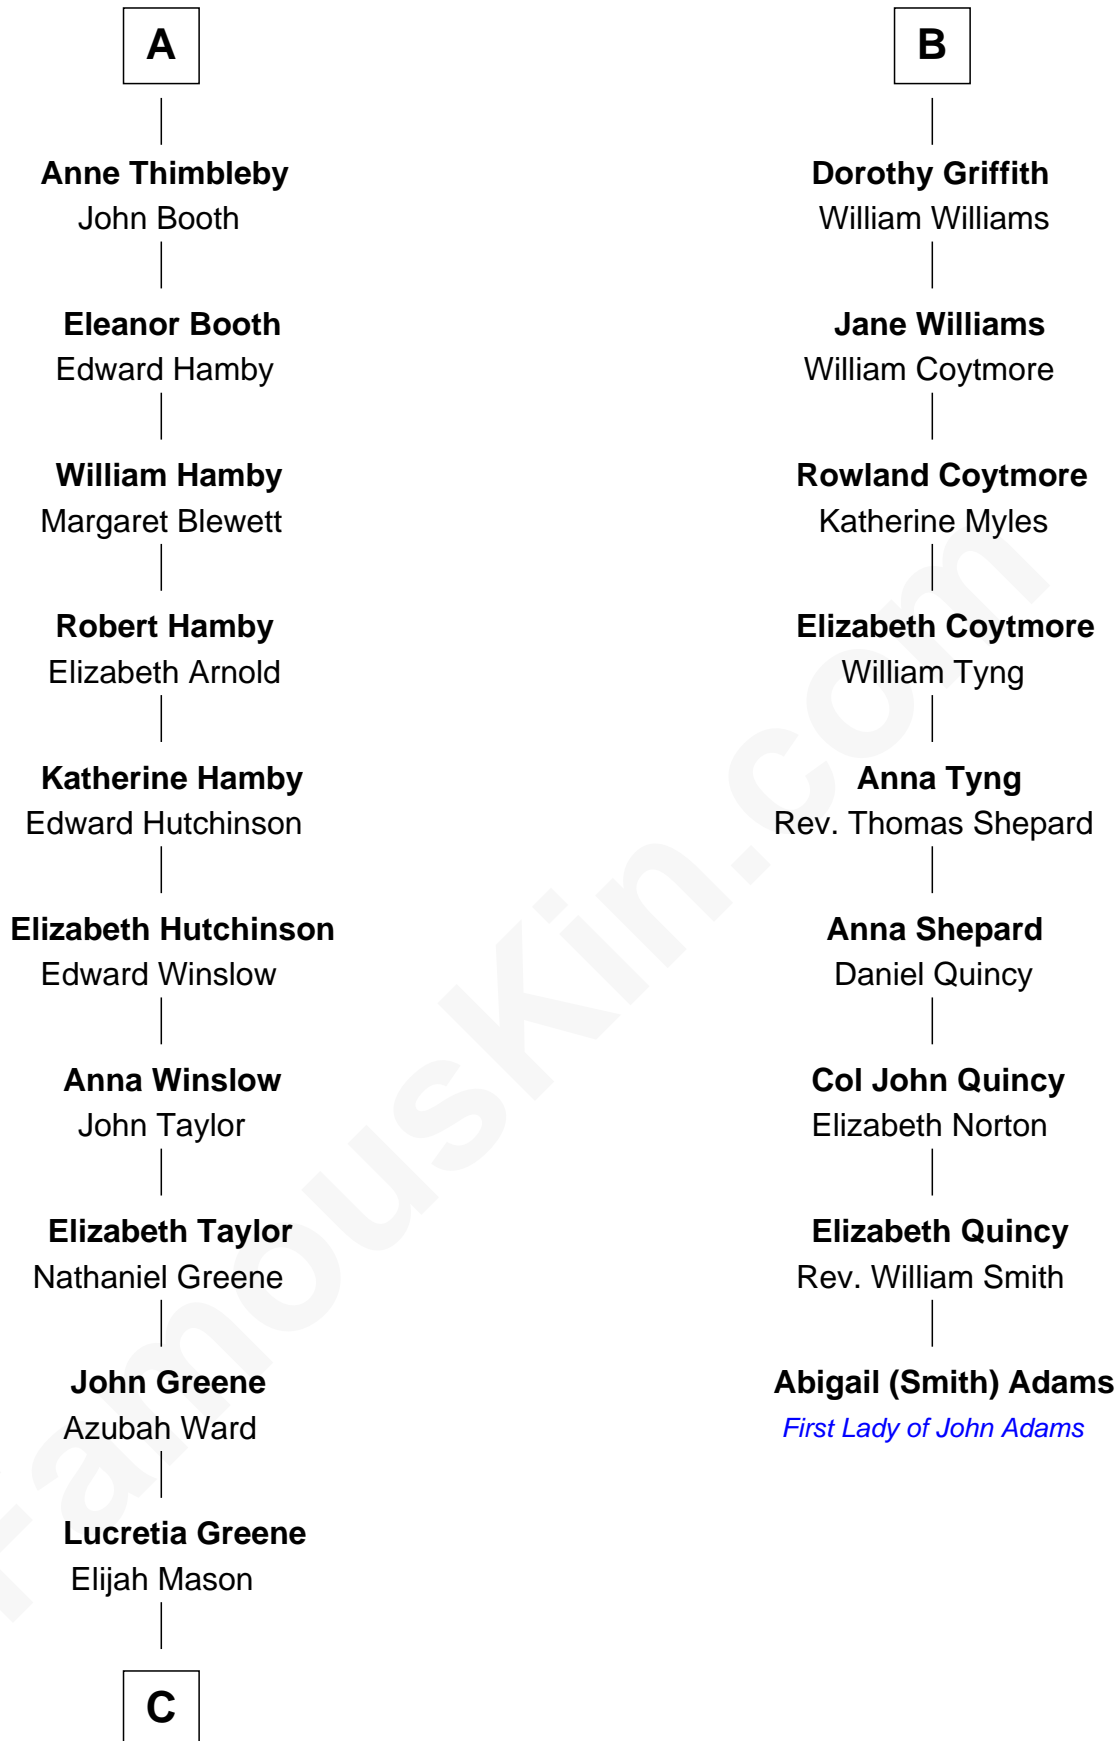 A
Anne Thimbleby
John Booth
Eleanor Booth
Edward Hamby
William Hamby
Margaret Blewett
Robert Hamby
Elizabeth Arnold
Katherine Hamby
Edward Hutchinson
Elizabeth Hutchinson
Edward Winslow
Anna Winslow
John Taylor
Elizabeth Taylor
Nathaniel Greene
John Greene
Azubah Ward
Lucretia Greene
Elijah Mason
C
B
Dorothy Griffith
William Williams
Jane Williams
William Coytmore
Rowland Coytmore
Katherine Myles
Elizabeth Coytmore
William Tyng
Anna Tyng
Rev. Thomas Shepard
Anna Shepard
Daniel Quincy
Col John Quincy
Elizabeth Norton
Elizabeth Quincy
Rev. William Smith
Abigail (Smith) Adams
First Lady of John Adams
FamousKin.com